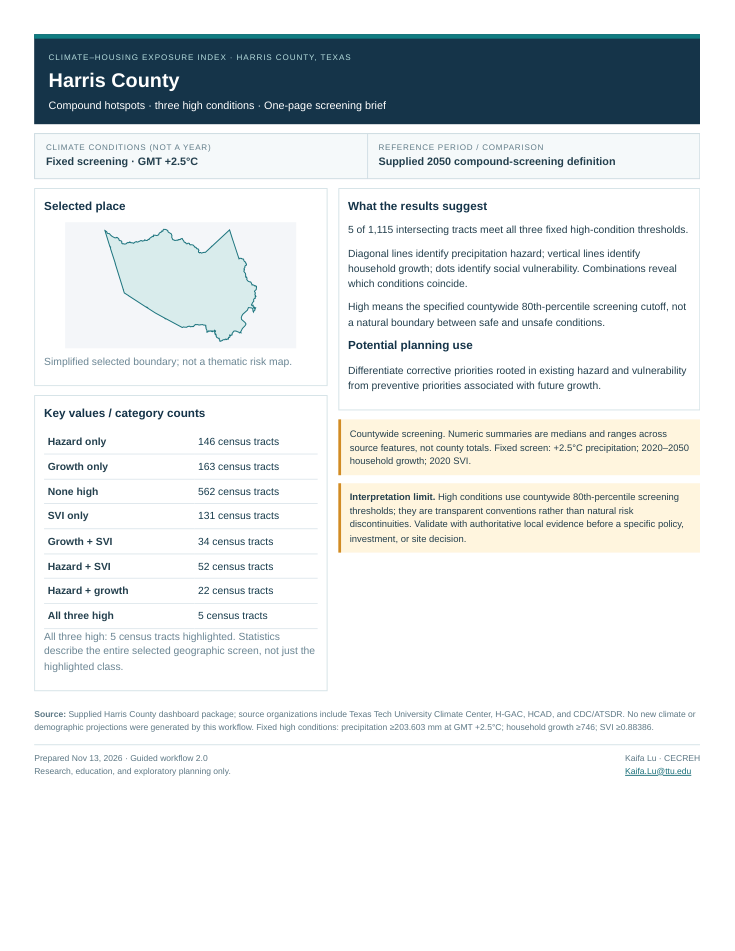 CLIMATE–HOUSING EXPOSURE INDEX · HARRIS COUNTY, TEXAS
Harris County
Compound hotspots · three high conditions · One-page screening brief
CLIMATE CONDITIONS (NOT A YEAR)
Fixed screening · GMT +2.5°C
REFERENCE PERIOD / COMPARISON
Supplied 2050 compound-screening definition
Selected place
Simplified selected boundary; not a thematic risk map.
Key values / category counts
Hazard only 146 census tracts
Growth only 163 census tracts
None high 562 census tracts
SVI only 131 census tracts
Growth + SVI 34 census tracts
Hazard + SVI 52 census tracts
Hazard + growth 22 census tracts
All three high 5 census tracts
All three high: 5 census tracts highlighted. Statistics
describe the entire selected geographic screen, not just the
highlighted class.
What the results suggest
5 of 1,115 intersecting tracts meet all three fixed high-condition thresholds.
Diagonal lines identify precipitation hazard; vertical lines identify
household growth; dots identify social vulnerability. Combinations reveal
which conditions coincide.
High means the specified countywide 80th-percentile screening cutoff, not
a natural boundary between safe and unsafe conditions.
Potential planning use
Differentiate corrective priorities rooted in existing hazard and vulnerability
from preventive priorities associated with future growth.
Countywide screening. Numeric summaries are medians and ranges across
source features, not county totals. Fixed screen: +2.5°C precipitation; 2020–2050
household growth; 2020 SVI.
Interpretation limit. High conditions use countywide 80th-percentile screening
thresholds; they are transparent conventions rather than natural risk
discontinuities. Validate with authoritative local evidence before a specific policy,
investment, or site decision.
Source: Supplied Harris County dashboard package; source organizations include Texas Tech University Climate Center, H-GAC, HCAD, and CDC/ATSDR. No new climate or
demographic projections were generated by this workflow. Fixed high conditions: precipitation ≥203.603 mm at GMT +2.5°C; household growth ≥746; SVI ≥0.88386.
Prepared Nov 13, 2026 · Guided workflow 2.0
Research, education, and exploratory planning only.
Kaifa Lu · CECREH
Kaifa.Lu@ttu.edu